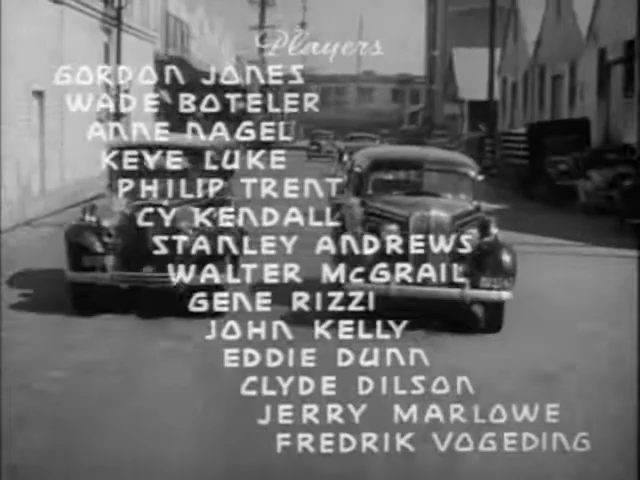 Players
GORDON JONES
WADE BOTELER
ANNE NAGEL
KEYE LUKE
PHILIP TRENT
CY KENDALL
STANLEY ANDREWS
WALTER McGRAIL
GENE RIZZI
JOHN KELLY
EDDIE DUNN
CLYDE DILSON
JERRY MARLOWE
FREDRIK VOGEDING